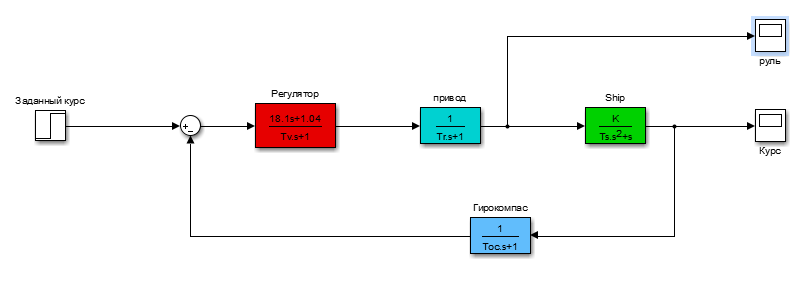 руль
Заданный курс
Регулятор
18.1s+1.04
Tv.s+1
привод
1
Tr.s+1
Ship
K
Ts.s²+s
Курс
+
−
Гирокомпас
1
Toc.s+1